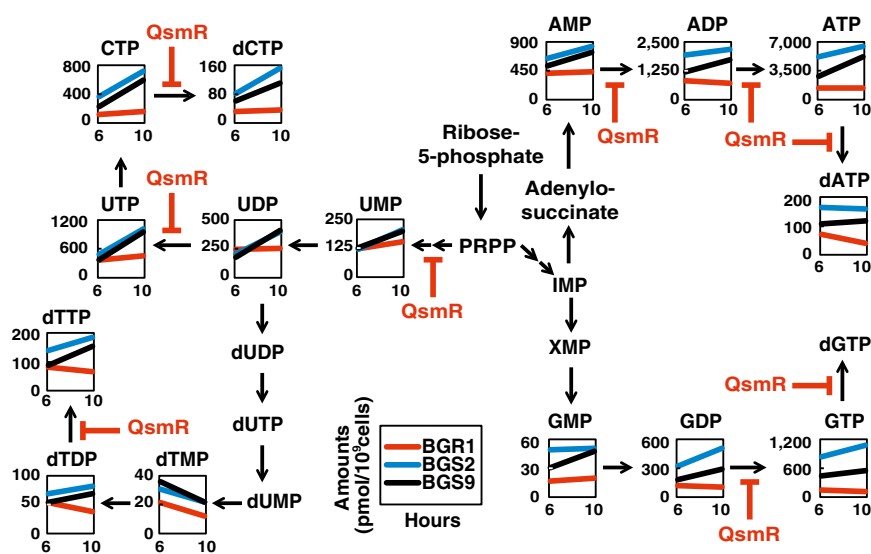 CTP
QsmR
dCTP
800
400
0
6 10
160
80
0
6 10
AMP
ADP
ATP
900
450
0
6 10
2,500
1,250
0
6 10
7,000
3,500
0
6 10
QsmR
QsmR
Ribose-
5-phosphate
Adenylo-
succinate
dATP
200
100
0
6 10
UTP
QsmR
UDP
UMP
1200
600
0
6 10
500
250
0
6 10
250
125
0
6 10
PRPP
QsmR
IMP
XMP
dTTP
200
100
0
6 10
dUDP
dUTP
QsmR
dUMP
dTDP
dTMP
100
50
0
6 10
40
20
0
6 10
Amounts
(pmol/10⁹cells)
BGR1
BGS2
BGS9
Hours
dGTP
QsmR
GMP
GDP
GTP
60
30
0
6 10
600
300
0
6 10
1,200
600
0
6 10
QsmR